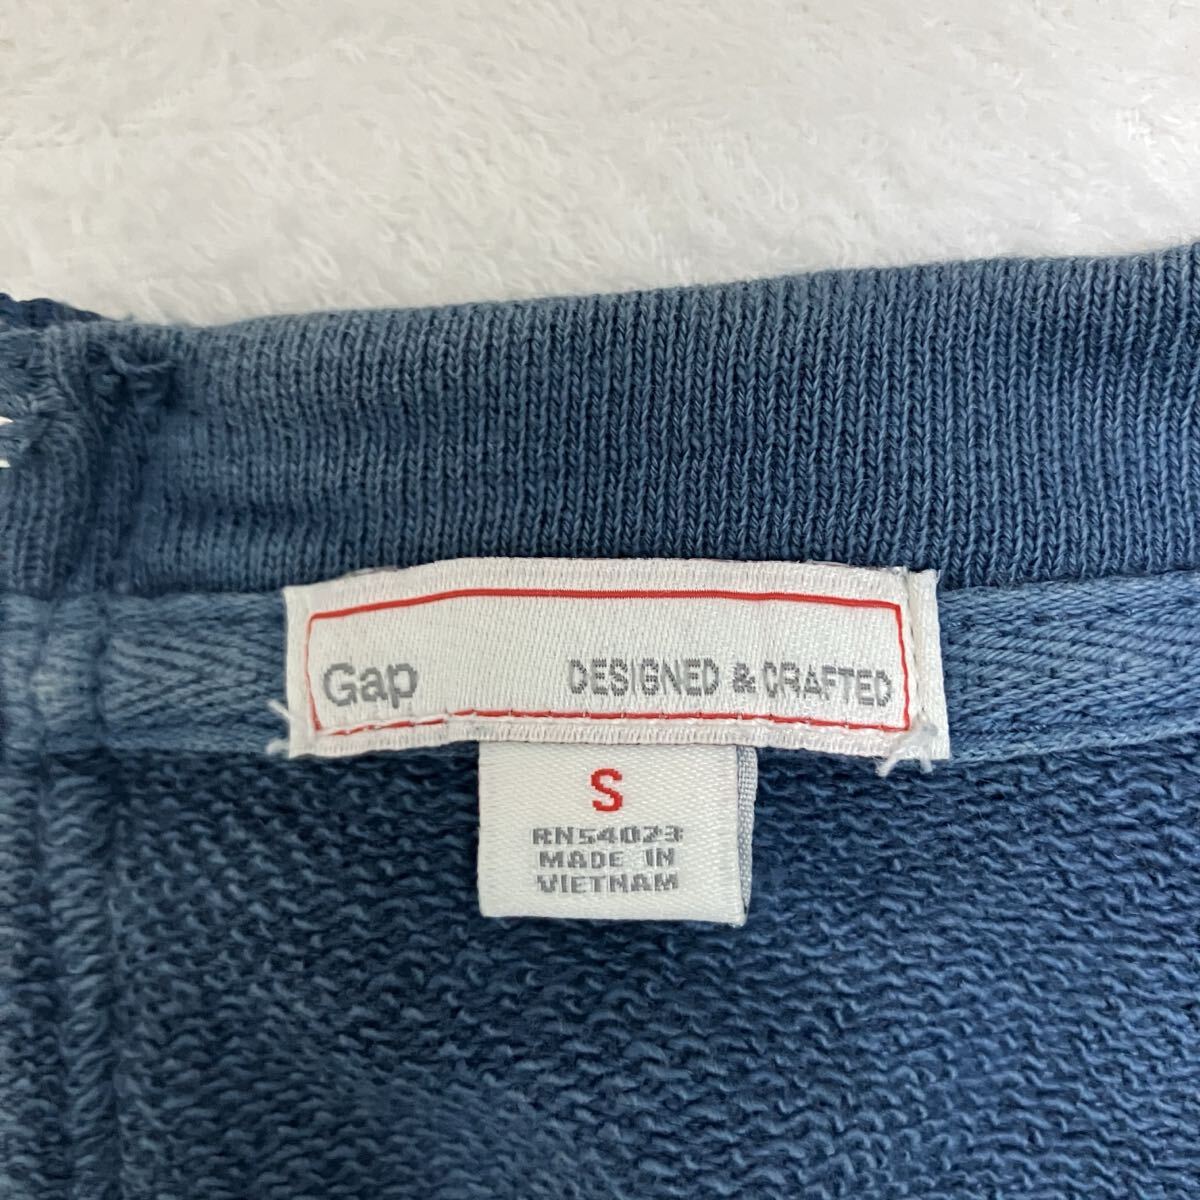 Gap DESIGNED & CRAFTED
S
RN54023
MADE IN
VIETNAM